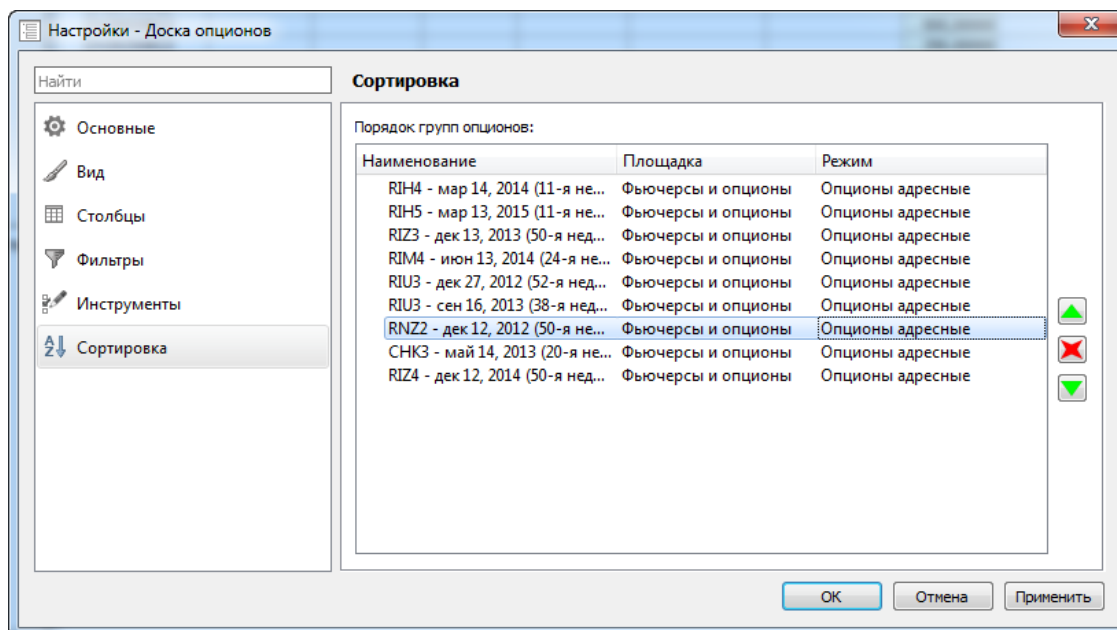 Настройки - Доска опционов
Найти
Основные
Вид
Столбцы
Фильтры
Инструменты
Сортировка
Сортировка
Порядок групп опционов:
Наименование Площадка Режим
RIH4 - мар 14, 2014 (11-я не... Фьючерсы и опционы Опционы адресные
RIH5 - мар 13, 2015 (11-я не... Фьючерсы и опционы Опционы адресные
RIZ3 - дек 13, 2013 (50-я нед... Фьючерсы и опционы Опционы адресные
RIM4 - июн 13, 2014 (24-я не... Фьючерсы и опционы Опционы адресные
RIU3 - дек 27, 2012 (52-я нед... Фьючерсы и опционы Опционы адресные
RIU3 - сен 16, 2013 (38-я нед... Фьючерсы и опционы Опционы адресные
RNZ2 - дек 12, 2012 (50-я не... Фьючерсы и опционы Опционы адресные
CHK3 - май 14, 2013 (20-я не... Фьючерсы и опционы Опционы адресные
RIZ4 - дек 12, 2014 (50-я нед... Фьючерсы и опционы Опционы адресные
OK Отмена Применить